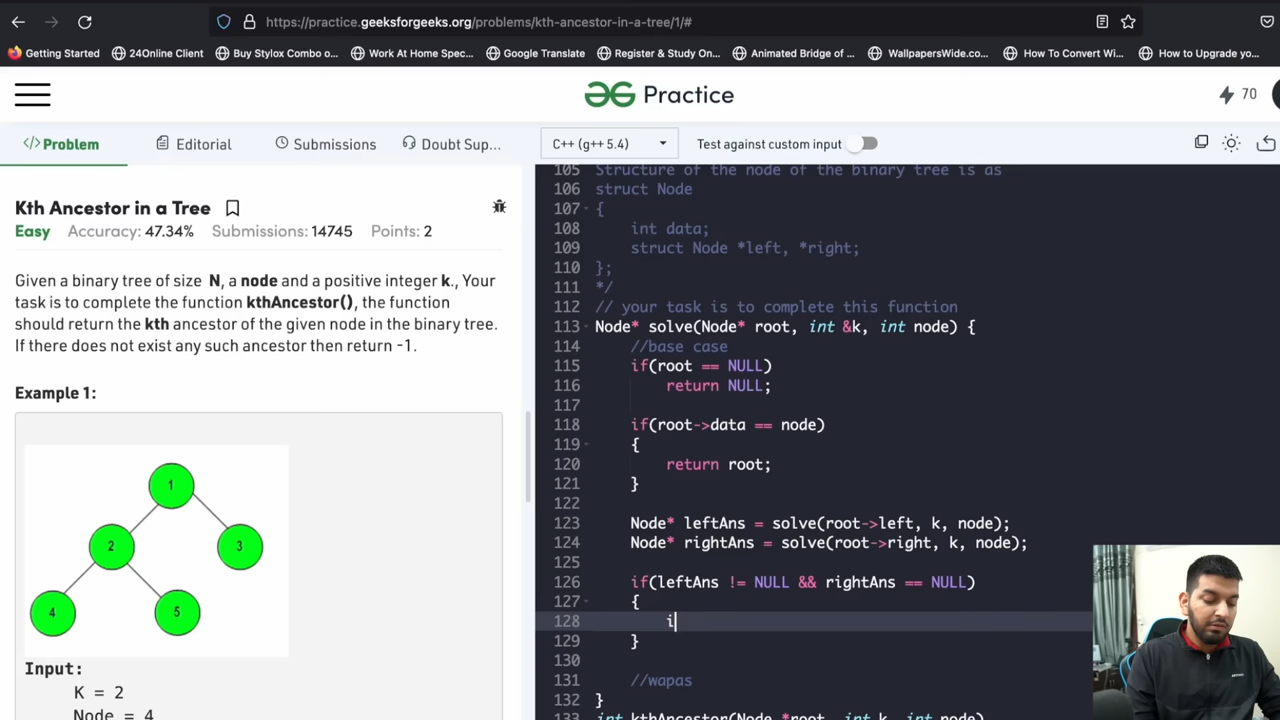 https://practice.geeksforgeeks.org/problems/kth-ancestor-in-a-tree/1/#
Getting Started
24Online Client
Buy Stylox Combo o...
Work At Home Spec...
Google Translate
Register & Study On...
Animated Bridge of ...
WallpapersWide.co...
How To Convert Wi...
How to Upgrade yo...
Practice
70
</>Problem
Editorial
Submissions
Doubt Sup...
C++ (g++ 5.4)
Test against custom input
Kth Ancestor in a Tree
Easy Accuracy: 47.34% Submissions: 14745 Points: 2
Given a binary tree of size N, a node and a positive integer k., Your
task is to complete the function kthAncestor(), the function
should return the kth ancestor of the given node in the binary tree.
If there does not exist any such ancestor then return -1.
Example 1:
1
2
3
4
5
Input:
K = 2
Node = 4
105 Structure of the node of the binary tree is as
106 struct Node
107 {
108 int data;
109 struct Node *left, *right;
110 };
111 */
112 // your task is to complete this function
113 Node* solve(Node* root, int &k, int node) {
114 //base case
115 if(root == NULL)
116 return NULL;
117
118 if(root->data == node)
119 {
120 return root;
121 }
122
123 Node* leftAns = solve(root->left, k, node);
124 Node* rightAns = solve(root->right, k, node);
125
126 if(leftAns != NULL && rightAns == NULL)
127 {
128 i
129 }
130
131 //wapas
132 }
133 int kthAncestor(Node *root, int k, int node)